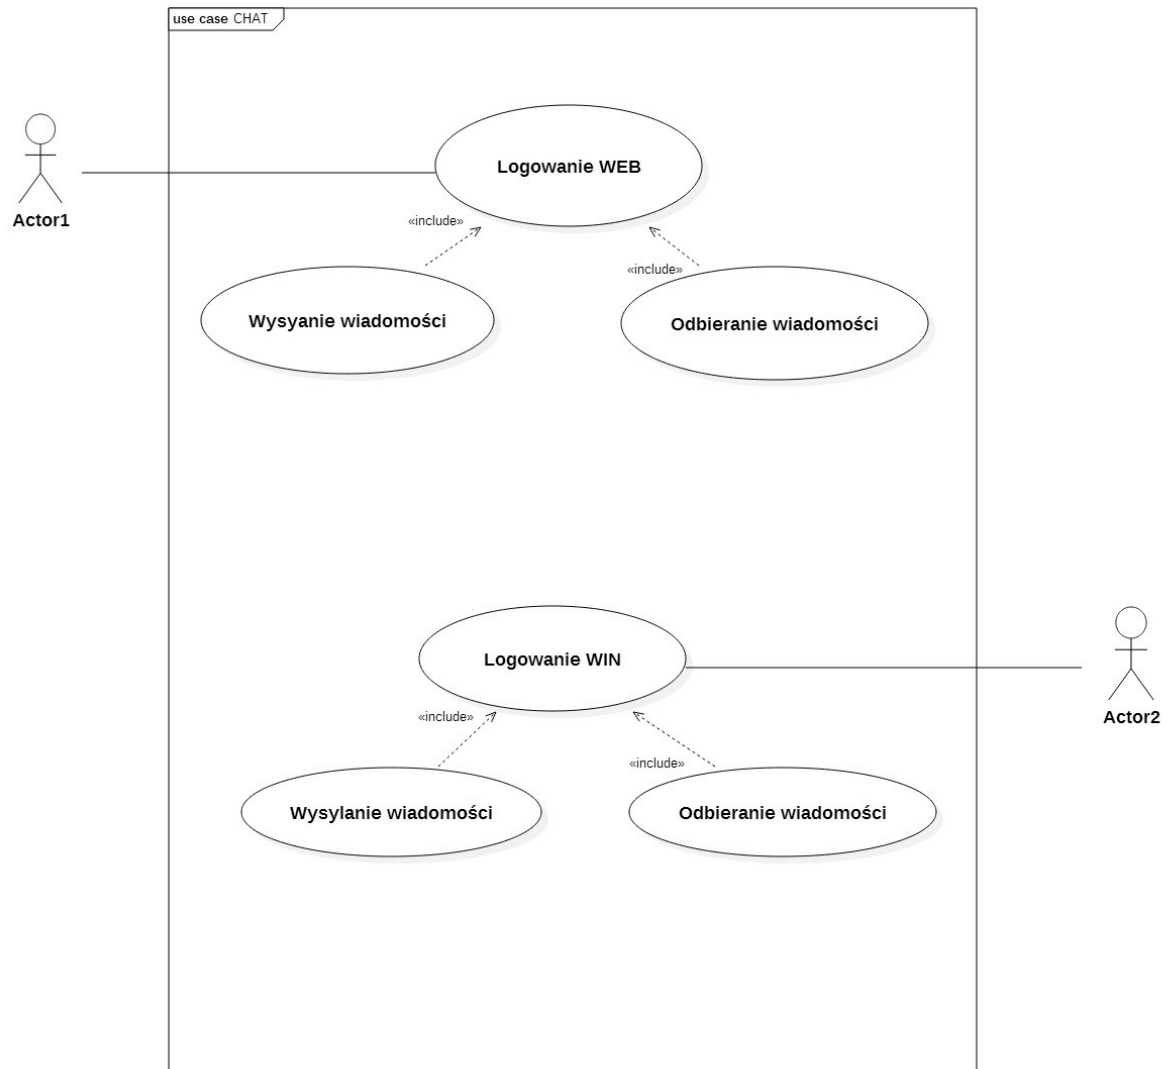 use case CHAT
Logowanie WEB
Actor1
«include»
«include»
Wysyanie wiadomości
Odbieranie wiadomości
Logowanie WIN
Actor2
«include»
«include»
Wysylanie wiadomości
Odbieranie wiadomości